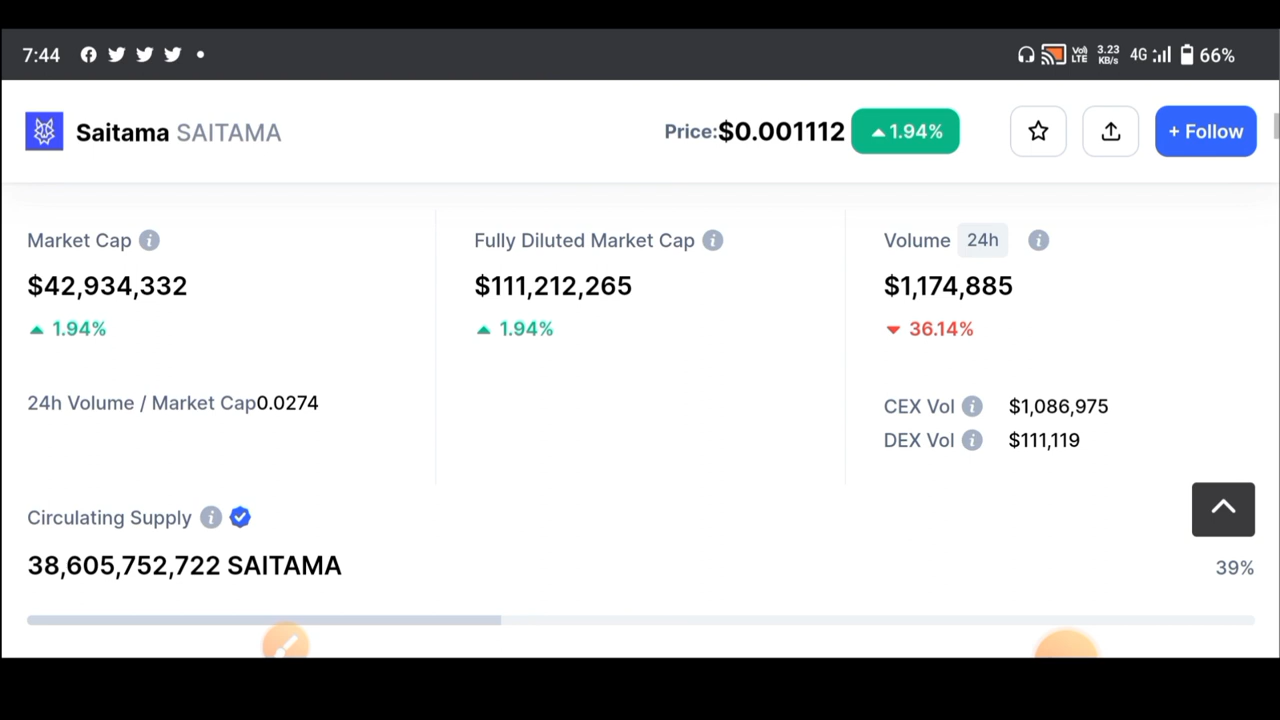 7:44 VoI) LTE 3.23 KB/s 4G 66%
Saitama SAITAMA Price:$0.001112 1.94% + Follow
Market Cap Fully Diluted Market Cap Volume 24h
$42,934,332 $111,212,265 $1,174,885
1.94% 1.94% 36.14%
24h Volume / Market Cap0.0274 CEX Vol $1,086,975
DEX Vol $111,119
Circulating Supply
38,605,752,722 SAITAMA 39%